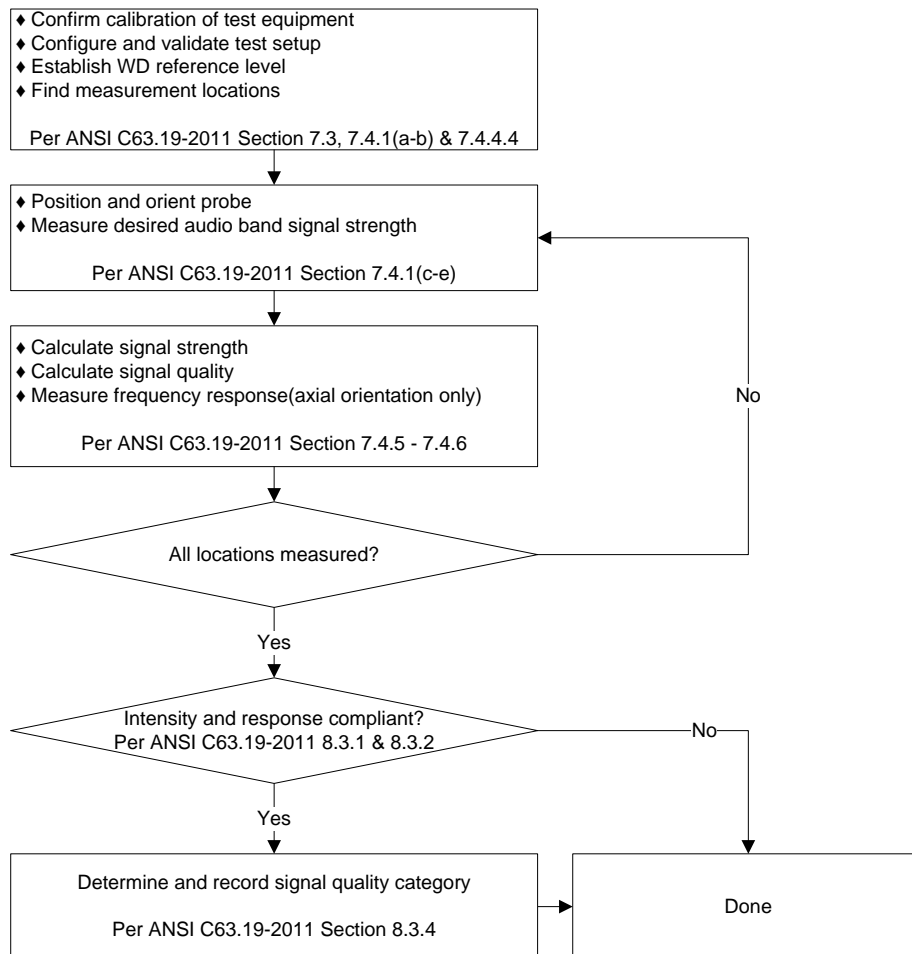 ♦ Confirm calibration of test equipment
♦ Configure and validate test setup
♦ Establish WD reference level
♦ Find measurement locations
Per ANSI C63.19-2011 Section 7.3, 7.4.1(a-b) & 7.4.4.4
♦ Position and orient probe
♦ Measure desired audio band signal strength
Per ANSI C63.19-2011 Section 7.4.1(c-e)
♦ Calculate signal strength
♦ Calculate signal quality
♦ Measure frequency response(axial orientation only)
Per ANSI C63.19-2011 Section 7.4.5 - 7.4.6
No
All locations measured?
Yes
Intensity and response compliant?
Per ANSI C63.19-2011 8.3.1 & 8.3.2
No
Yes
Determine and record signal quality category
Per ANSI C63.19-2011 Section 8.3.4
Done